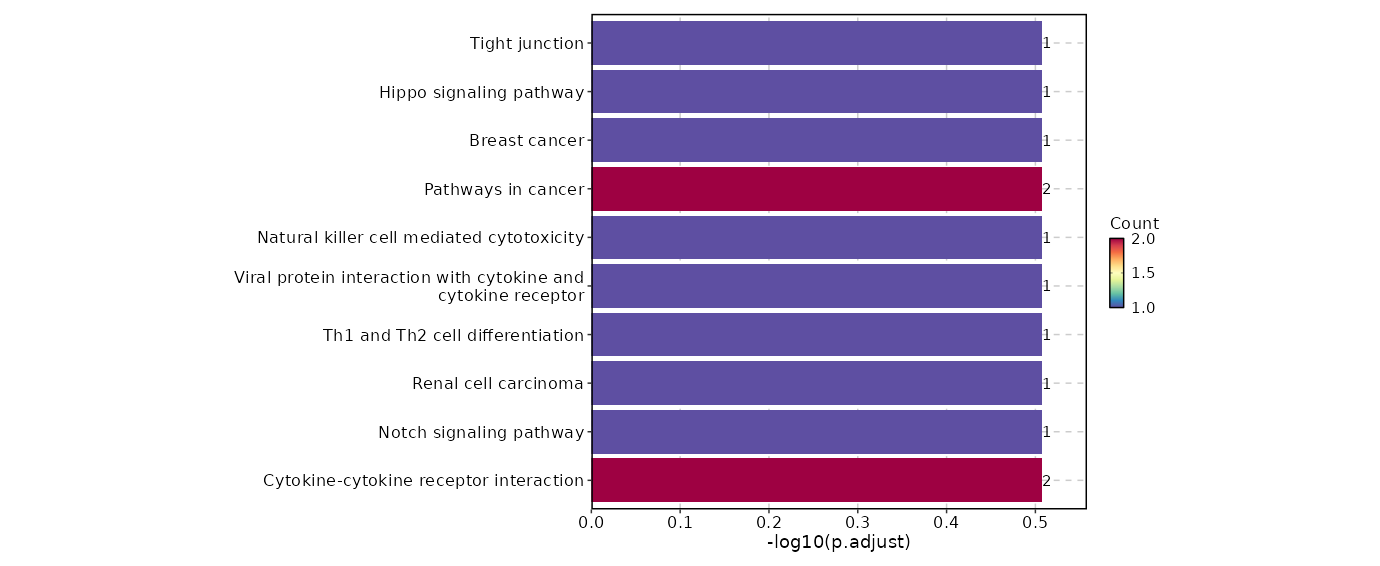 Tight junction
1
Hippo signaling pathway
1
Breast cancer
1
Pathways in cancer
2
Natural killer cell mediated cytotoxicity
1
Viral protein interaction with cytokine and
cytokine receptor
1
Th1 and Th2 cell differentiation
1
Renal cell carcinoma
1
Notch signaling pathway
1
Cytokine-cytokine receptor interaction
2
0.0 0.1 0.2 0.3 0.4 0.5
-log10(p.adjust)
Count
2.0
1.5
1.0